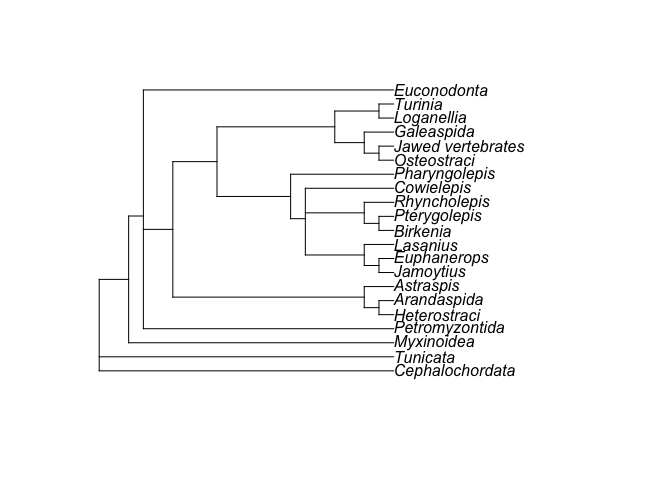 Euconodonta
Turinia
Loganellia
Galeaspida
Jawed vertebrates
Osteostraci
Pharyngolepis
Cowielepis
Rhyncholepis
Pterygolepis
Birkenia
Lasanius
Euphanerops
Jamoytius
Astraspis
Arandaspida
Heterostraci
Petromyzontida
Myxinoidea
Tunicata
Cephalochordata